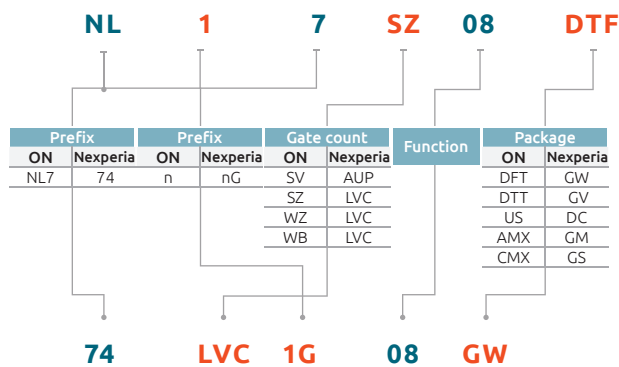 NL 1 7 SZ 08 DTF
Prefix Prefix Gate count Function Package
ON Nexperia ON Nexperia ON Nexperia ON Nexperia
NL7 74 n nG SV AUP DFT GW
SZ LVC DTT GV
WZ LVC US DC
WB LVC AMX GM
CMX GS
74 LVC 1G 08 GW